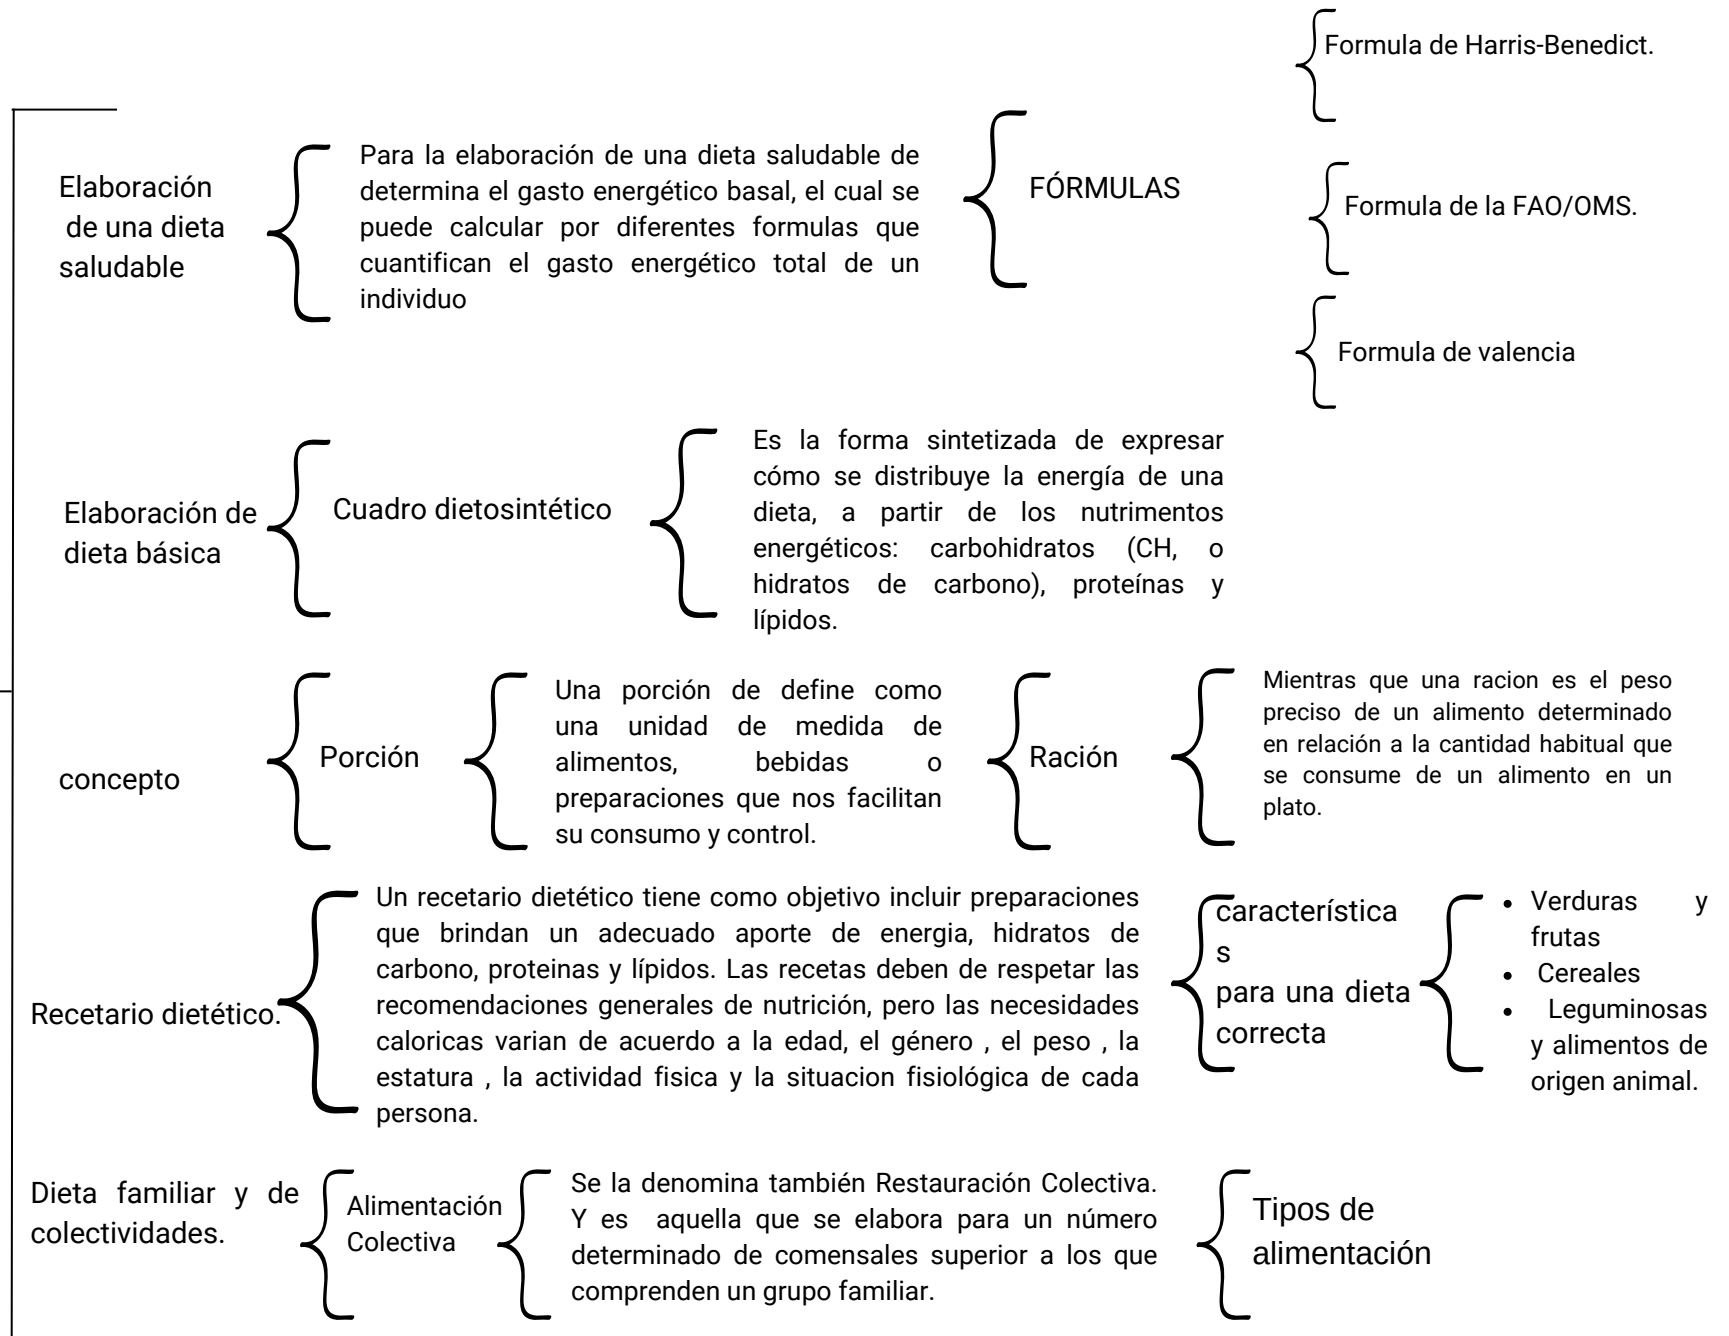 Formula de Harris-Benedict.
Elaboración
de una dieta
saludable
Para la elaboración de una dieta saludable de
determina el gasto energético basal, el cual se
puede calcular por diferentes formulas que
cuantifican el gasto energético total de un
individuo
FÓRMULAS
Formula de la FAO/OMS.
Formula de valencia
Elaboración de
dieta básica
Cuadro dietosintético
Es la forma sintetizada de expresar
cómo se distribuye la energía de una
dieta, a partir de los nutrimentos
energéticos: carbohidratos (CH, o
hidratos de carbono), proteínas y
lípidos.
concepto
Porción
Una porción de define como
una unidad de medida de
alimentos, bebidas o
preparaciones que nos facilitan
su consumo y control.
Ración
Mientras que una racion es el peso
preciso de un alimento determinado
en relación a la cantidad habitual que
se consume de un alimento en un
plato.
Recetario dietético.
Un recetario dietético tiene como objetivo incluir preparaciones
que brindan un adecuado aporte de energia, hidratos de
carbono, proteinas y lípidos. Las recetas deben de respetar las
recomendaciones generales de nutrición, pero las necesidades
caloricas varian de acuerdo a la edad, el género , el peso , la
estatura , la actividad fisica y la situacion fisiológica de cada
persona.
característica
s
para una dieta
correcta
• Verduras y
frutas
• Cereales
• Leguminosas
y alimentos de
origen animal.
Dieta familiar y de
colectividades.
Alimentación
Colectiva
Se la denomina también Restauración Colectiva.
Y es aquella que se elabora para un número
determinado de comensales superior a los que
comprenden un grupo familiar.
Tipos de
alimentación